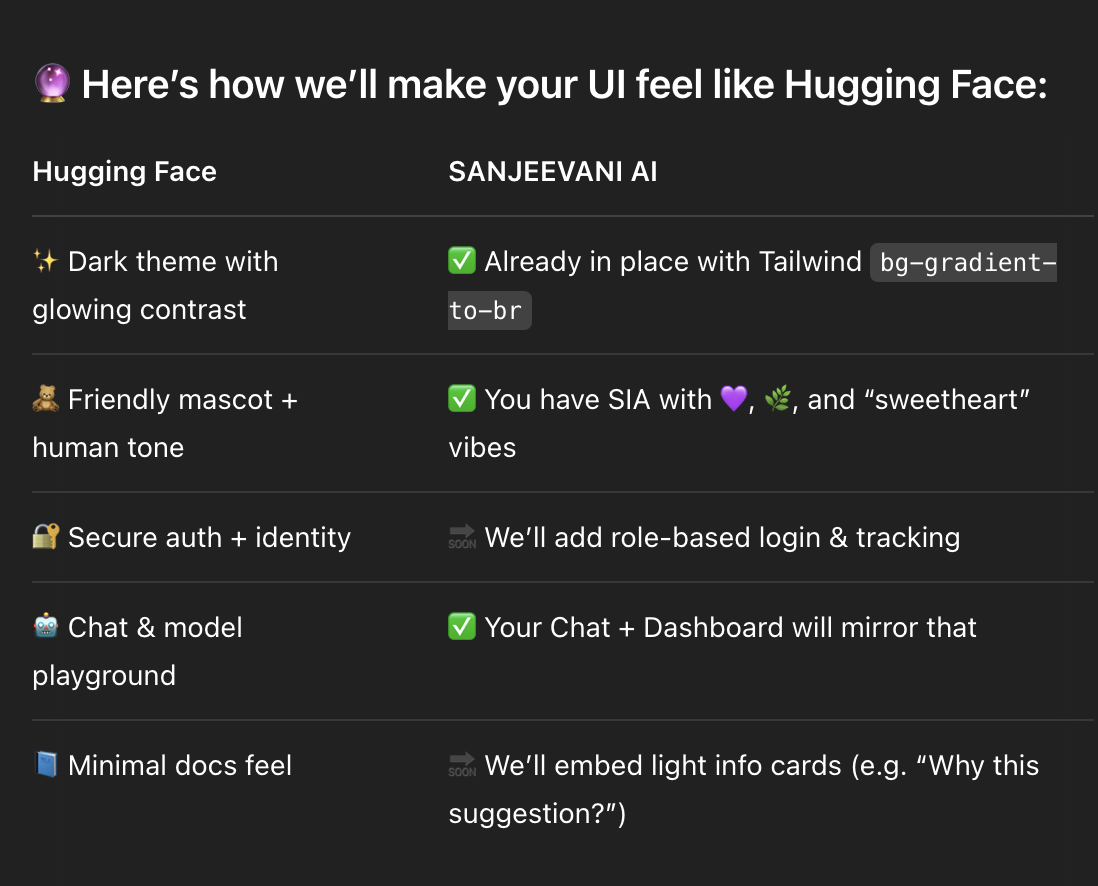 🔮 Here’s how we’ll make your UI feel like Hugging Face:
Hugging Face
SANJEEVANI AI
✨ Dark theme with
glowing contrast
✅ Already in place with Tailwind bg-gradient-
to-br
🧸 Friendly mascot +
human tone
✅ You have SIA with 💜, 🌿, and “sweetheart”
vibes
🔐 Secure auth + identity
🔜 We’ll add role-based login & tracking
🤖 Chat & model
playground
✅ Your Chat + Dashboard will mirror that
📘 Minimal docs feel
🔜 We’ll embed light info cards (e.g. “Why this
suggestion?”)